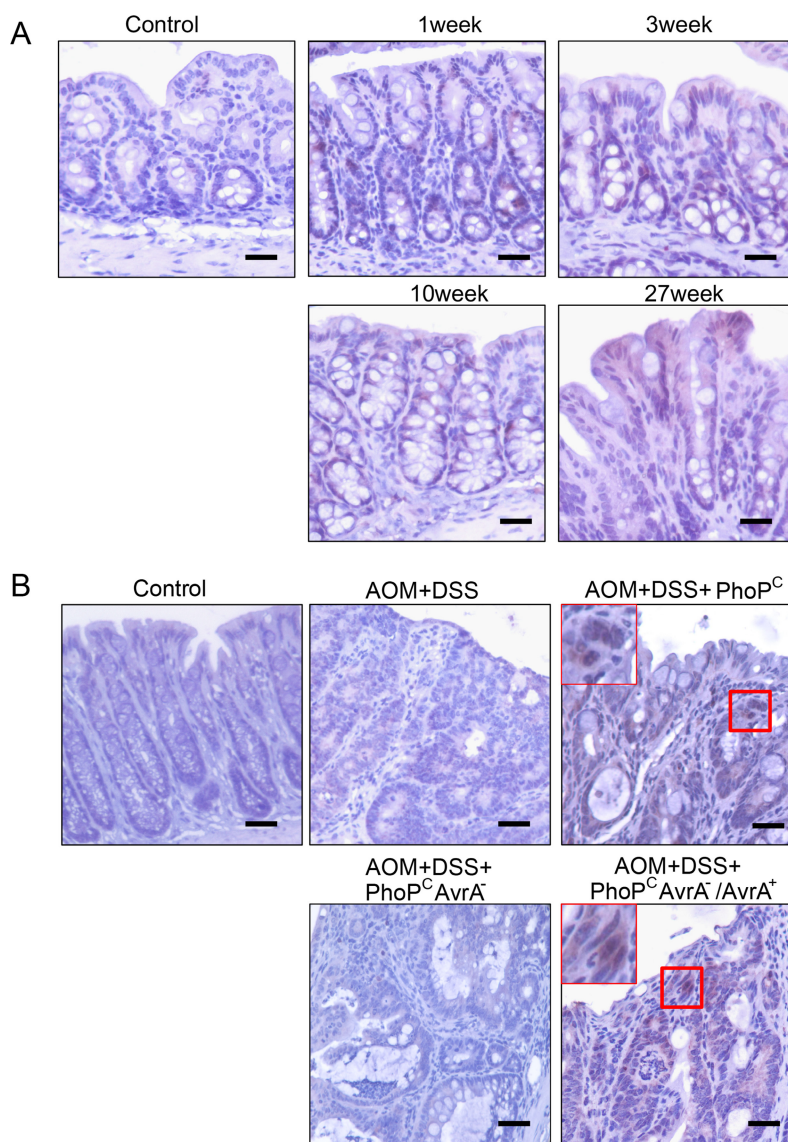 A
Control
1week
3week
10week
27week
B
Control
AOM+DSS
AOM+DSS+PhoP^C
AOM+DSS+
PhoP^C AvrA^-
AOM+DSS+
PhoP^C AvrA^-/AvrA^+